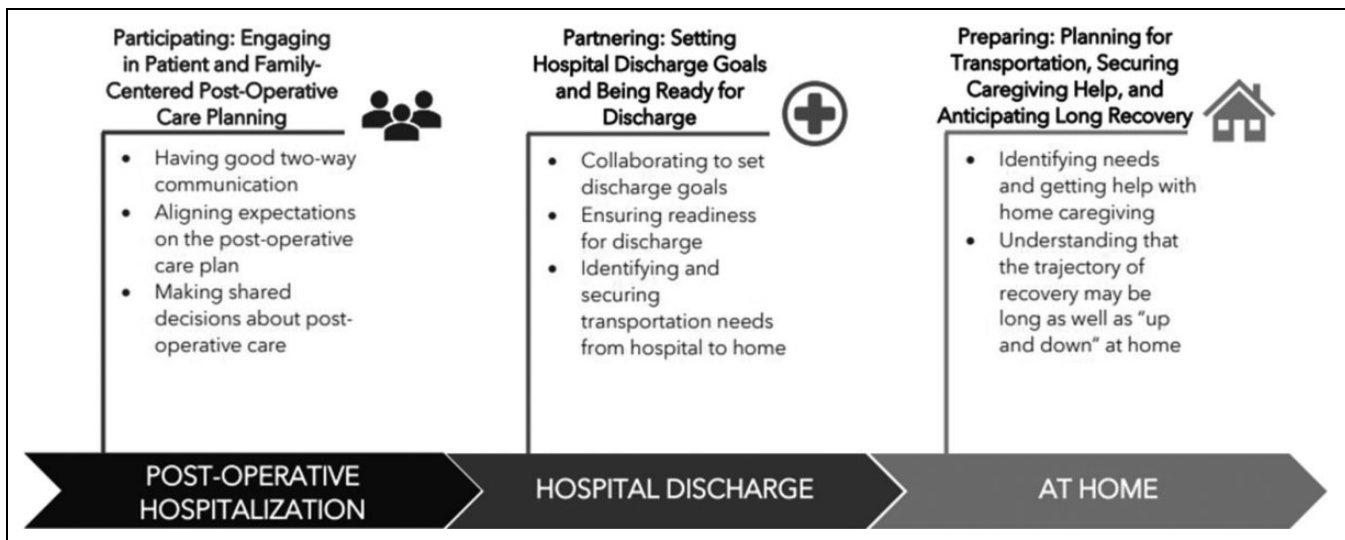 Participating: Engaging
in Patient and Family-
Centered Post-Operative
Care Planning
• Having good two-way
communication
• Aligning expectations
on the post-operative
care plan
• Making shared
decisions about post-
operative care
POST-OPERATIVE
HOSPITALIZATION
Partnering: Setting
Hospital Discharge Goals
and Being Ready for
Discharge
• Collaborating to set
discharge goals
• Ensuring readiness
for discharge
• Identifying and
securing
transportation needs
from hospital to home
HOSPITAL DISCHARGE
Preparing: Planning for
Transportation, Securing
Caregiving Help, and
Anticipating Long Recovery
• Identifying needs
and getting help with
home caregiving
• Understanding that
the trajectory of
recovery may be
long as well as “up
and down” at home
AT HOME